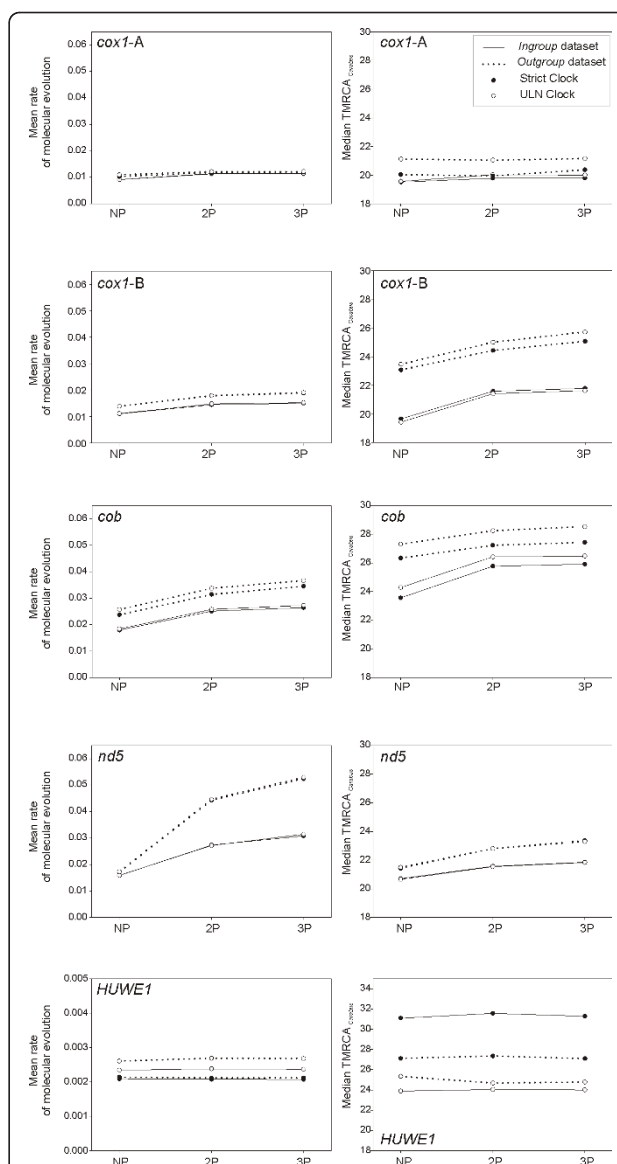 cox1-A
Mean rate
of molecular evolution
0.06
0.05
0.04
0.03
0.02
0.01
0.00
NP 2P 3P
cox1-A
Median TMRCA
30
28
26
24
22
20
18
NP 2P 3P
Ingroup dataset
Outgroup dataset
Strict Clock
ULN Clock
cox1-B
Mean rate
of molecular evolution
0.06
0.05
0.04
0.03
0.02
0.01
0.00
NP 2P 3P
cox1-B
Median TMRCA
30
28
26
24
22
20
18
NP 2P 3P
cob
Mean rate
of molecular evolution
0.06
0.05
0.04
0.03
0.02
0.01
0.00
NP 2P 3P
cob
Median TMRCA
30
28
26
24
22
20
18
NP 2P 3P
nd5
Mean rate
of molecular evolution
0.06
0.05
0.04
0.03
0.02
0.01
0.00
NP 2P 3P
nd5
Median TMRCA
30
28
26
24
22
20
18
NP 2P 3P
HUWE1
Mean rate
of molecular evolution
0.005
0.004
0.003
0.002
0.001
0.000
NP 2P 3P
Median TMRCA
34
32
30
28
26
24
22
20
18
HUWE1
NP 2P 3P